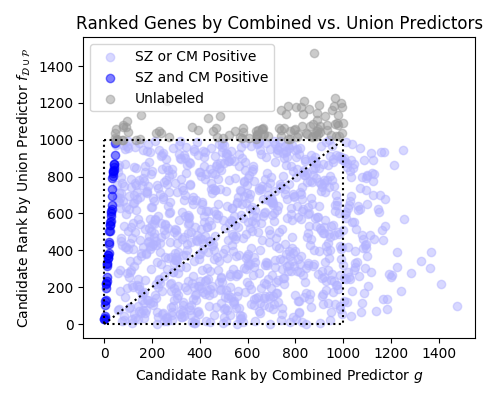 Ranked Genes by Combined vs. Union Predictors
SZ or CM Positive
SZ and CM Positive
Unlabeled
Candidate Rank by Union Predictor f_{𝒟∪𝒫}
1400
1200
1000
800
600
400
200
0
0 200 400 600 800 1000 1200 1400
Candidate Rank by Combined Predictor g